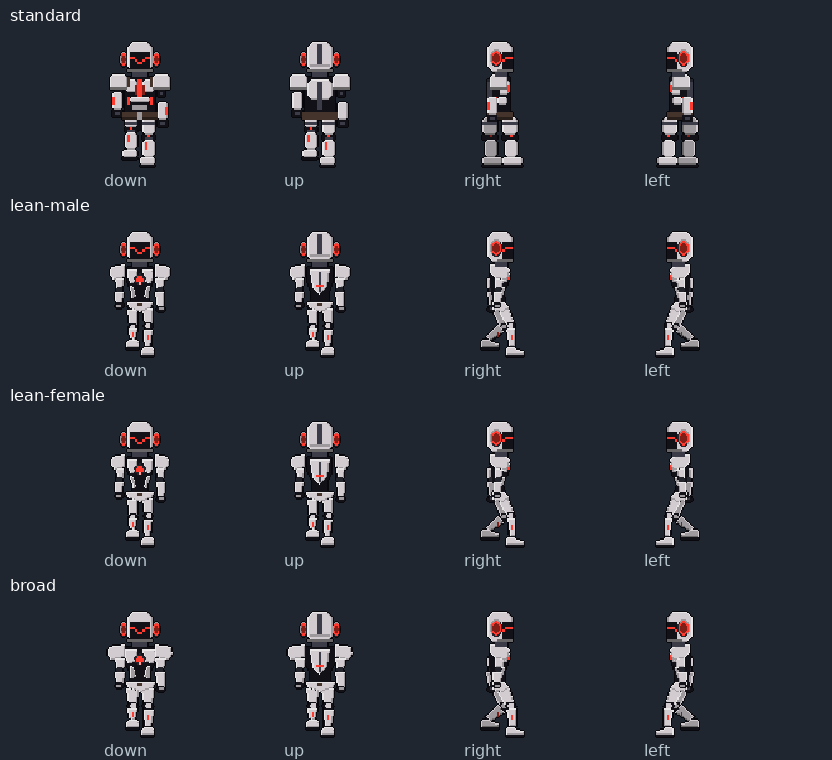 standard
down up right left
lean-male
down up right left
lean-female
down up right left
broad
down up right left